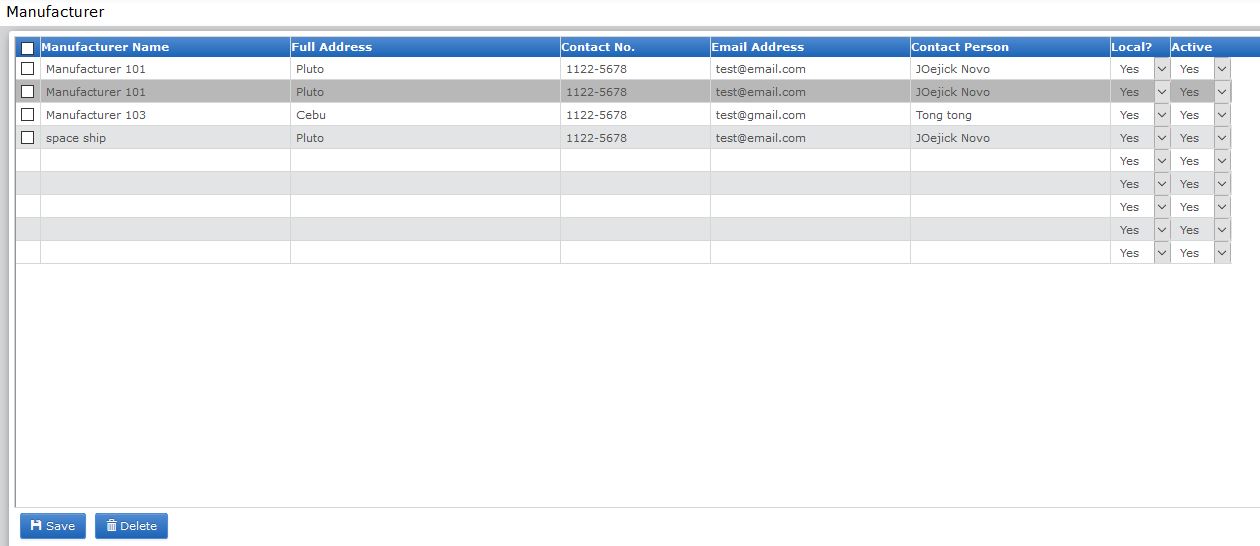 Manufacturer
Manufacturer Name Full Address Contact No. Email Address Contact Person Local? Active
Manufacturer 101 Pluto 1122-5678 test@email.com JOejick Novo Yes Yes
Manufacturer 101 Pluto 1122-5678 test@email.com JOejick Novo Yes Yes
Manufacturer 103 Cebu 1122-5678 test@gmail.com Tong tong Yes Yes
space ship Pluto 1122-5678 test@email.com JOejick Novo Yes Yes
Yes Yes
Yes Yes
Yes Yes
Yes Yes
Yes Yes
Save Delete